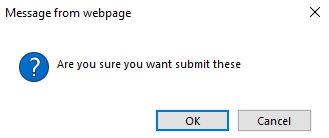 Message from webpage
Are you sure you want submit these
OK
Cancel